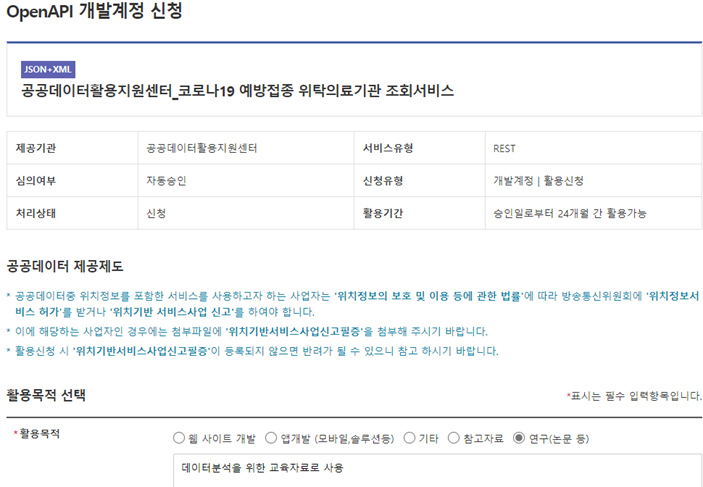 OpenAPI 개발계정 신청
JSON+XML
공공데이터활용지원센터_코로나19 예방접종 위탁의료기관 조회서비스
제공기관 공공데이터활용지원센터 서비스유형 REST
심의여부 자동승인 신청유형 개발계정 | 활용신청
처리상태 신청 활용기간 승인일로부터 24개월 간 활용가능
공공데이터 제공제도
* 공공데이터중 위치정보를 포함한 서비스를 사용하고자 하는 사업자는 '위치정보의 보호 및 이용 등에 관한 법률'에 따라 방송통신위원회에 '위치정보서
비스 허가'를 받거나 '위치기반 서비스사업 신고'를 하여야 합니다.
* 이에 해당하는 사업자인 경우에는 첨부파일에 '위치기반서비스사업신고필증'을 첨부해 주시기 바랍니다.
* 활용신청 시 '위치기반서비스사업신고필증'이 등록되지 않으면 반려가 될 수 있으니 참고 하시기 바랍니다.
활용목적 선택 *표시는 필수 입력항목입니다.
*활용목적 웹 사이트 개발 앱개발 (모바일,솔루션등) 기타 참고자료 연구(논문 등)
데이터분석을 위한 교육자료로 사용